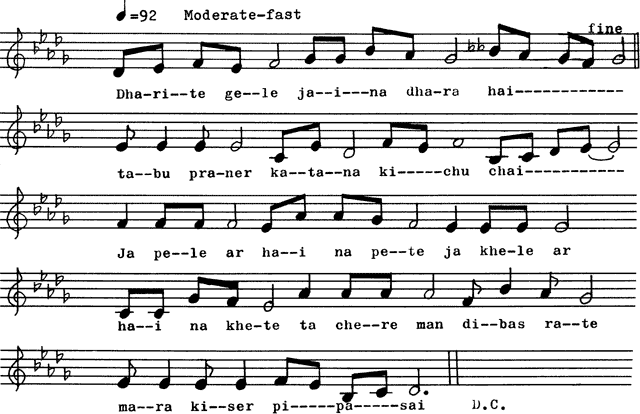 =92 Moderate-fast
fine
Dha-ri--te ge--le ja--i---na dha-ra hai------------
ta--bu pra-ner ka--ta-na ki-----chu chai-----------
Ja pe--le ar ha--i na pe--te ja khe-le ar
ha--i na khe-te ta che--re man di--bas ra--te
ma--ra ki-ser pi-----pa-----sai D.C.